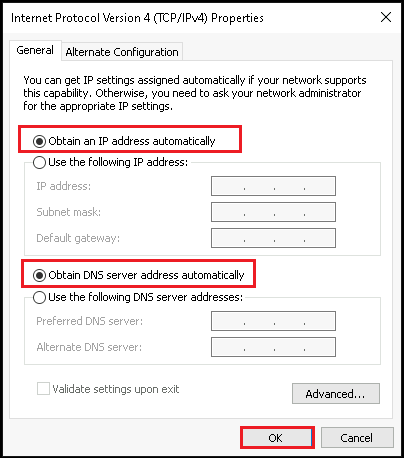 Internet Protocol Version 4 (TCP/IPv4) Properties
General
Alternate Configuration
You can get IP settings assigned automatically if your network supports
this capability. Otherwise, you need to ask your network administrator
for the appropriate IP settings.
Obtain an IP address automatically
Use the following IP address:
IP address:
Subnet mask:
Default gateway:
Obtain DNS server address automatically
Use the following DNS server addresses:
Preferred DNS server:
Alternate DNS server:
Validate settings upon exit
Advanced...
OK
Cancel